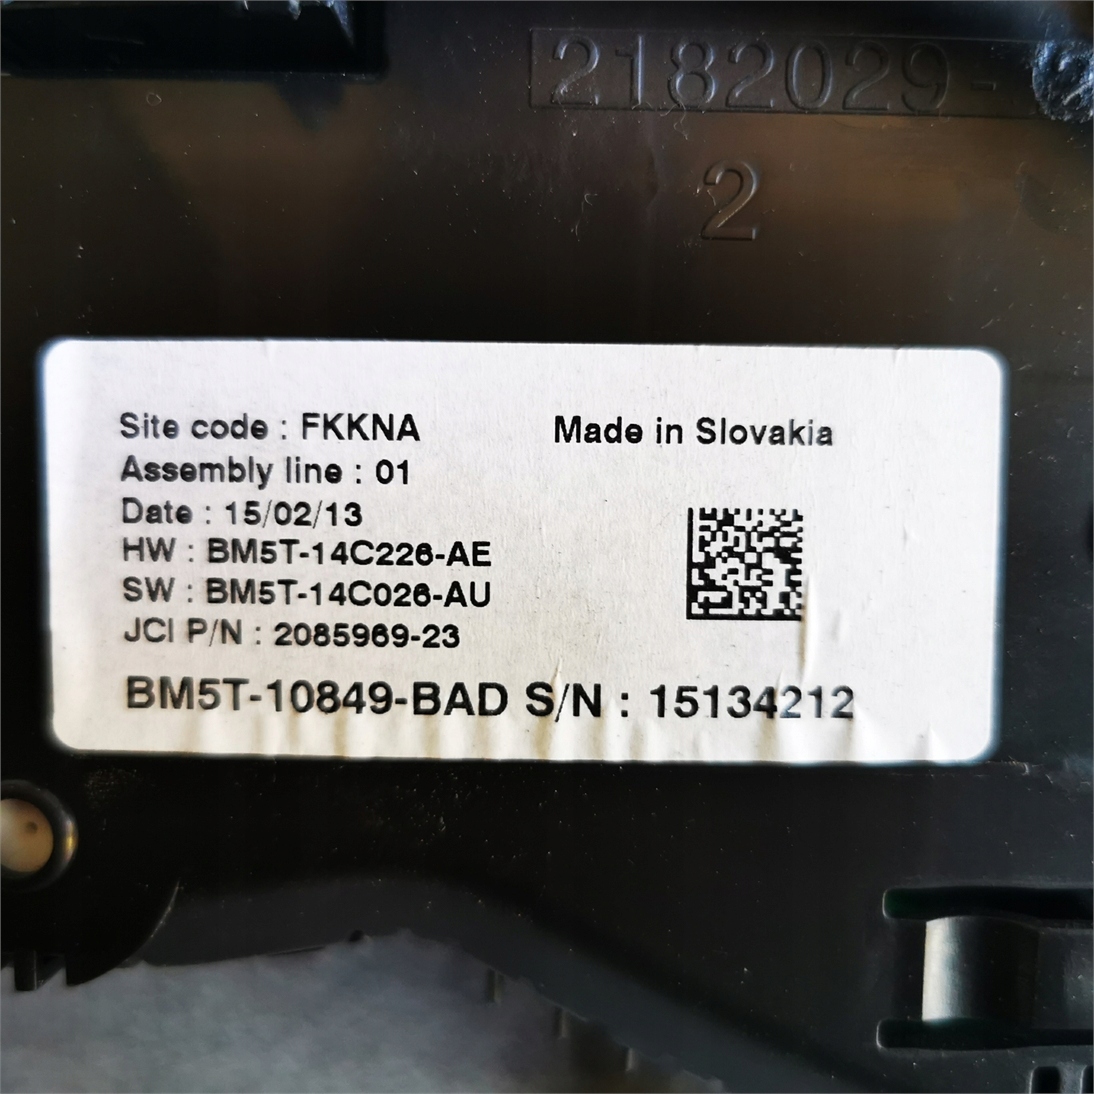 2182029-
2
Site code : FKKNA
Made in Slovakia
Assembly line : 01
Date : 15/02/13
HW : BM5T-14C226-AE
SW : BM5T-14C026-AU
JCI P/N : 2085969-23
BM5T-10849-BAD S/N : 15134212